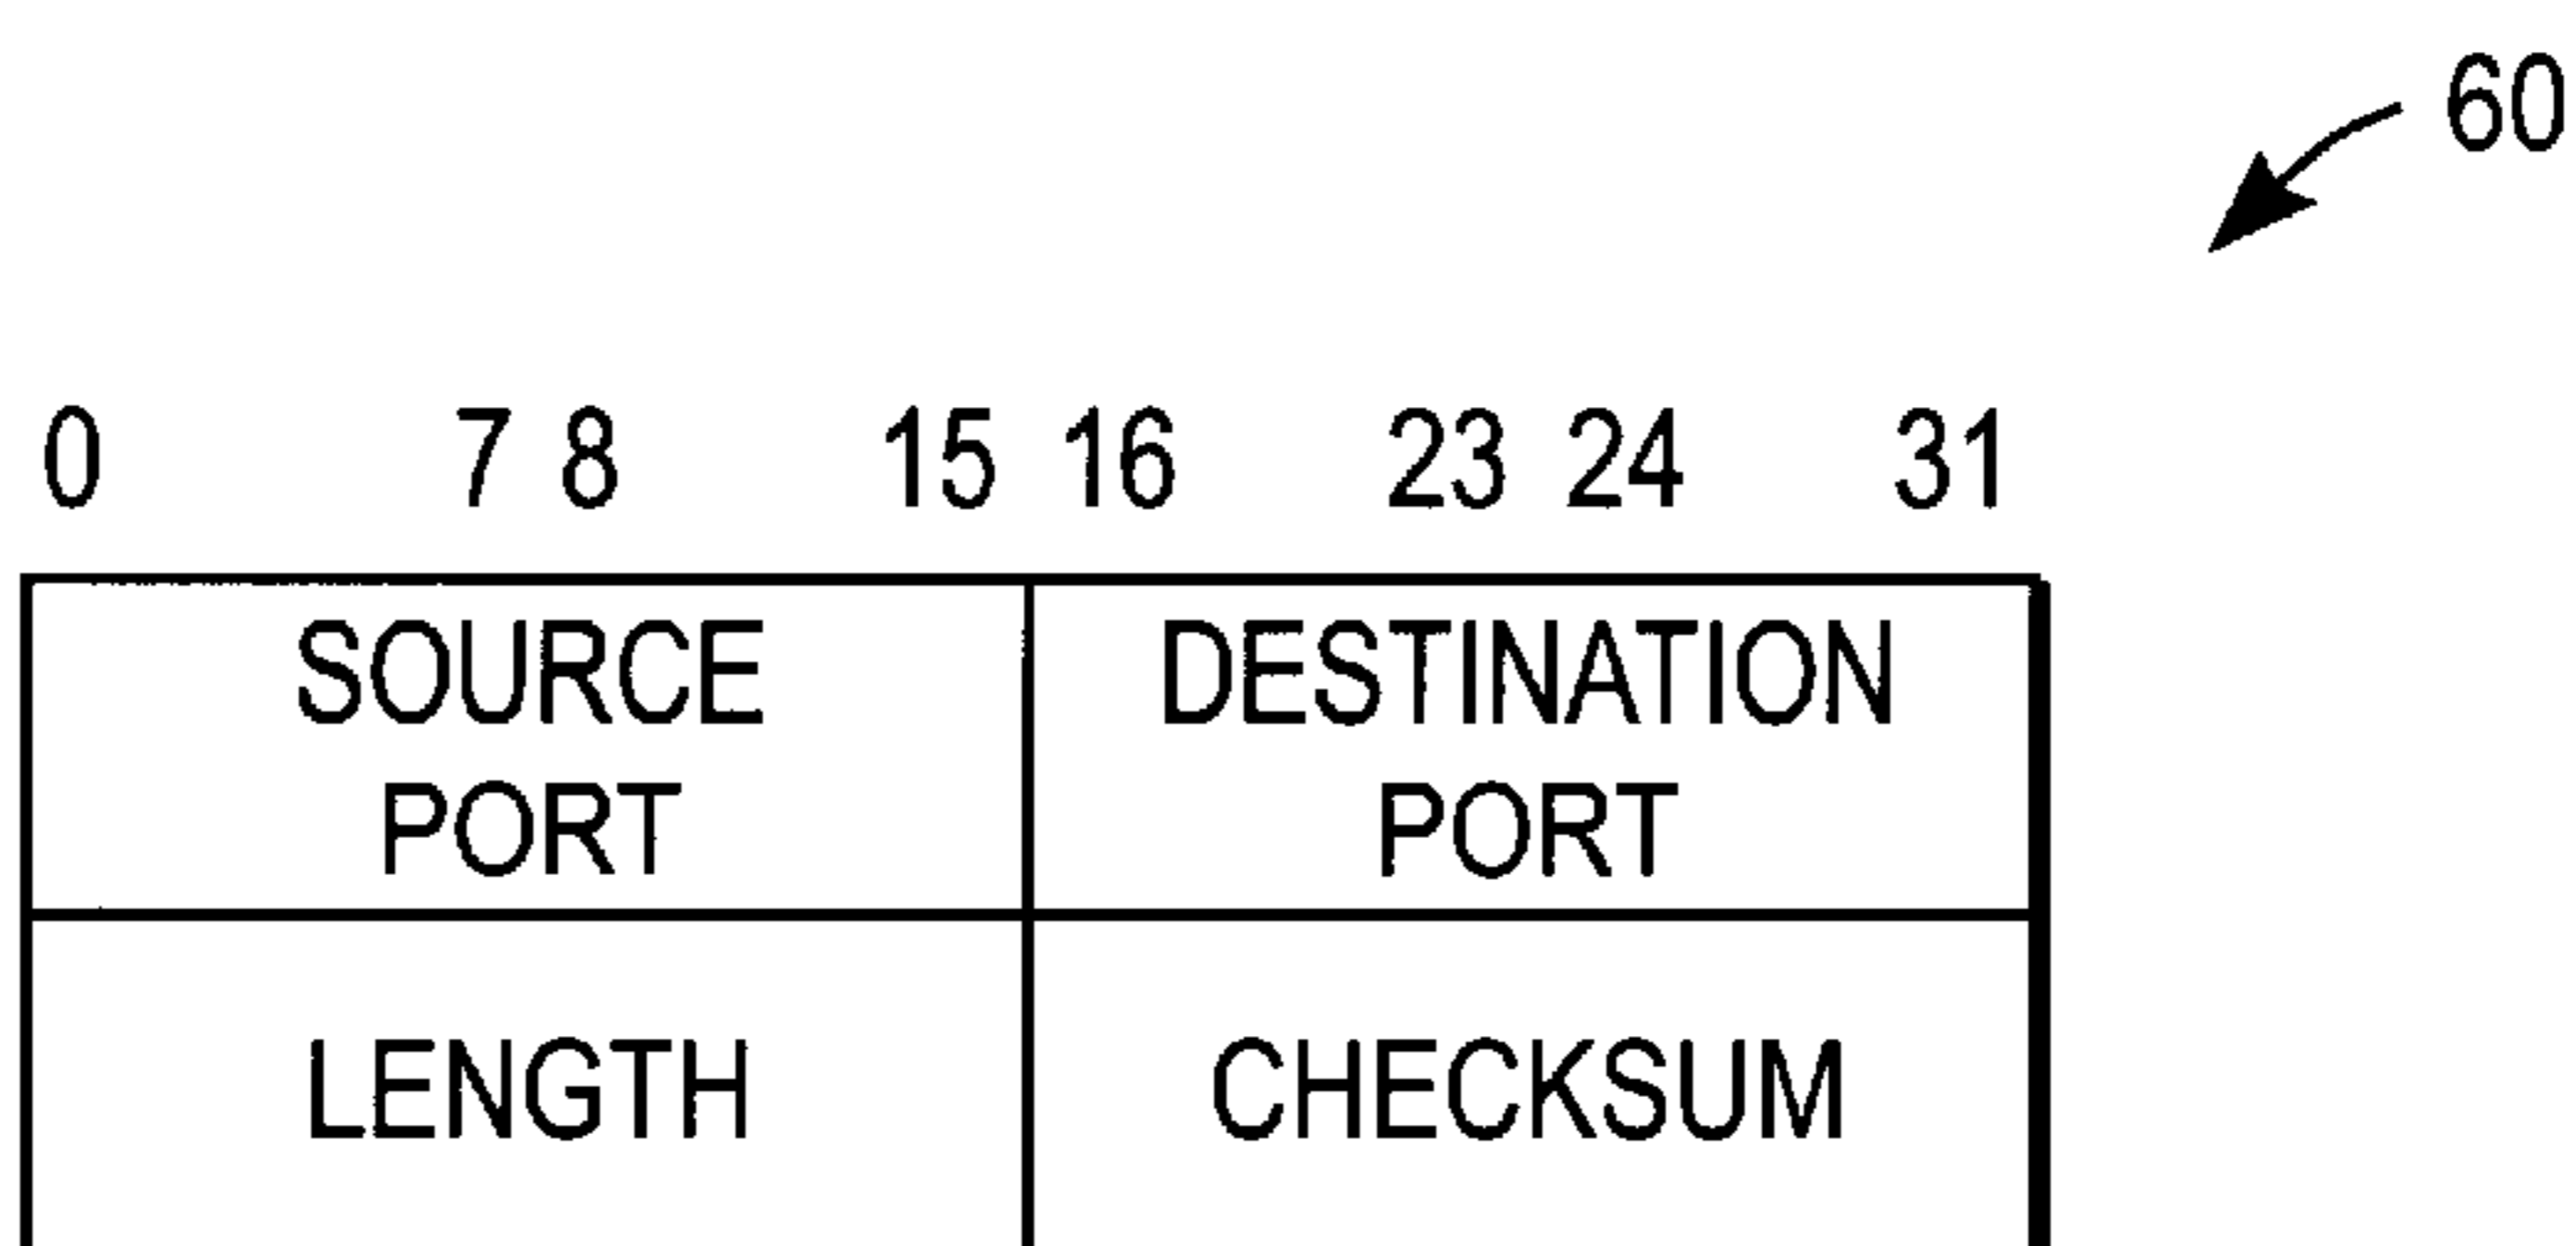 60
0 7 8 15 16 23 24 31
SOURCE PORT
DESTINATION PORT
LENGTH
CHECKSUM